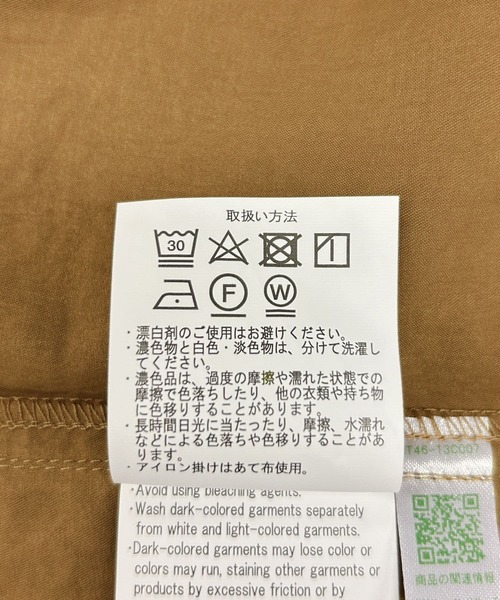 取扱い方法
30
F W
・漂白剤のご使用はお避けください。
・濃色物と白色・淡色物は、分けて洗濯し
てください。
・濃色品は、過度の摩擦や濡れた状態での
摩擦で色落ちしたり、他の衣類や持ち物
に色移りすることがあります。
・長時間日光に当たったり、摩擦、水濡れ
などによる色落ちや色移りすることがあ
ります。
・アイロン掛けはあて布使用。
・Avoid using bleaching agents.
・Wash dark-colored garments separately
from white and light-colored garments.
・Dark-colored garments may lose color or
colors may run, staining other garments or
products by excessive friction or by
T46-13C007
商品の関連情報